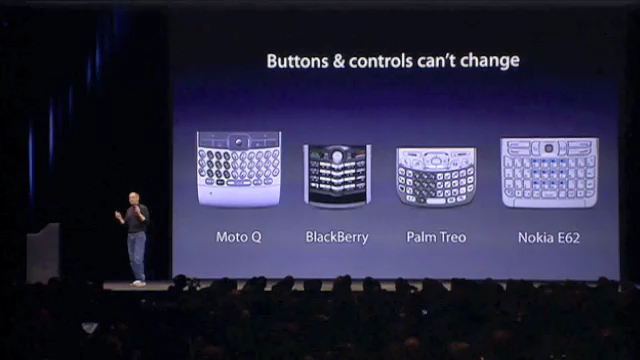 Buttons & controls can't change
Moto Q
BlackBerry
Palm Treo
Nokia E62